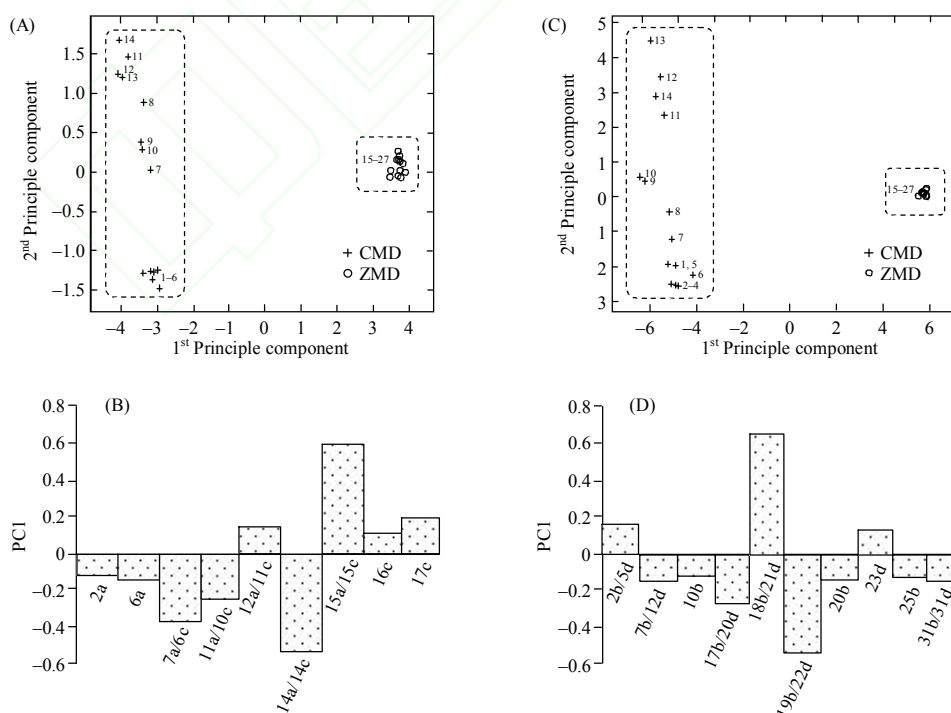 (A)
2nd Principle component
1.5
1.0
0.5
0
−0.5
−1.0
−1.5
14
11
12
13
8
9
10
7
1–6
15–27
CMD
ZMD
−4 −3 −2 −1 0 1 2 3 4
1st Principle component
(C)
2nd Principle component
5
4
3
2
1
0
1
2
3
13
12
14
11
10
9
8
7
1, 5
6
2–4
15–27
CMD
ZMD
−6 −4 −2 0 2 4 6
1st Principle component
(B)
PC1
0.8
0.6
0.4
0.2
0
−0.2
−0.4
−0.6
2a
6a
7a/6c
11a/10c
12a/11c
14a/14c
15a/15c
16c
17c
(D)
PC1
0.8
0.6
0.4
0.2
0
−0.2
−0.4
−0.6
2b/5d
7b/12d
10b
17b/20d
18b/21d
19b/22d
20b
23d
25b
31b/31d